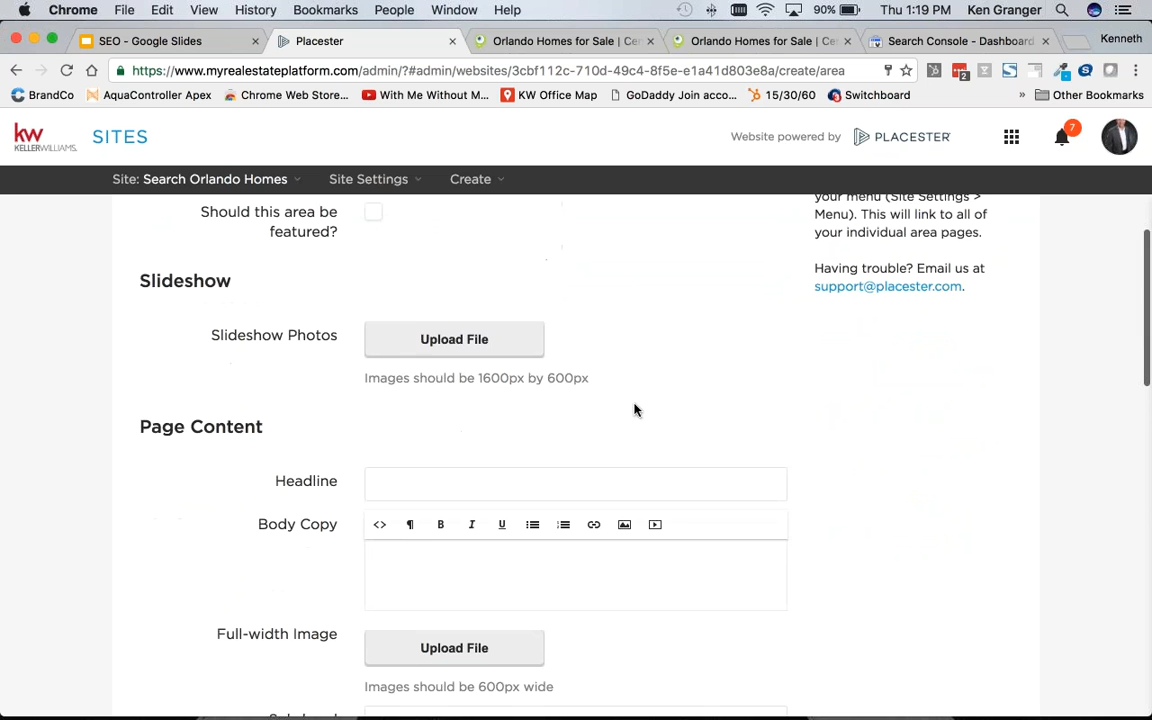 Chrome File Edit View History Bookmarks People Window Help 90% Thu 1:19 PM Ken Granger
SEO - Google Slides
Placester
Orlando Homes for Sale | Ce
Orlando Homes for Sale | Ce
Search Console - Dashboard
Kenneth
https://www.myrealestateplatform.com/admin/?#admin/websites/3cbf112c-710d-49c4-8f5e-e1a41d803e8a/create/area
2
BrandCo AquaController Apex Chrome Web Store... With Me Without M... KW Office Map GoDaddy Join acco... 15/30/60 Switchboard » Other Bookmarks
kw
KELLERWILLIAMS.
SITES
Website powered by PLACESTER
7
Site: Search Orlando Homes Site Settings Create
your menu (Site Settings >
Menu). This will link to all of
your individual area pages.
Having trouble? Email us at
support@placester.com.
Should this area be
featured?
Slideshow
Slideshow Photos Upload File
Images should be 1600px by 600px
Page Content
Headline
Body Copy <> ¶ B I U
Full-width Image Upload File
Images should be 600px wide